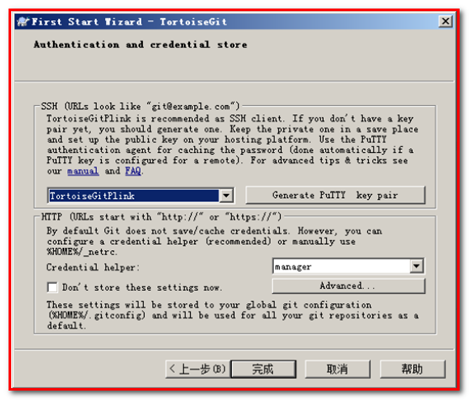 First Start Wizard - TortoiseGit
Authentication and credential store
SSH (URLs look like "git@example.com")
TortoiseGitPlink is recommended as SSH client. If you don't have a key
pair yet, you should generate one. Keep the private one in a save place
and set up the public key on your hosting platform. Use the PuTTY
authentication agent for caching the password (done automatically if a
PuTTY key is configured for a remote). For advanced tips & tricks see
our manual and FAQ.
TortoiseGitPlink
Generate PuTTY key pair
HTTP (URLs start with "http://" or "https://")
By default Git does not save/cache credentials. However, you can
configure a credential helper (recommended) or manually use
%HOME%/_netrc.
Credential helper:
manager
Don't store these settings now.
Advanced...
These settings will be stored to your global git configuration
(%HOME%/.gitconfig) and will be used for all your git repositories as a
default.
<上一步(B)
完成
取消
帮助